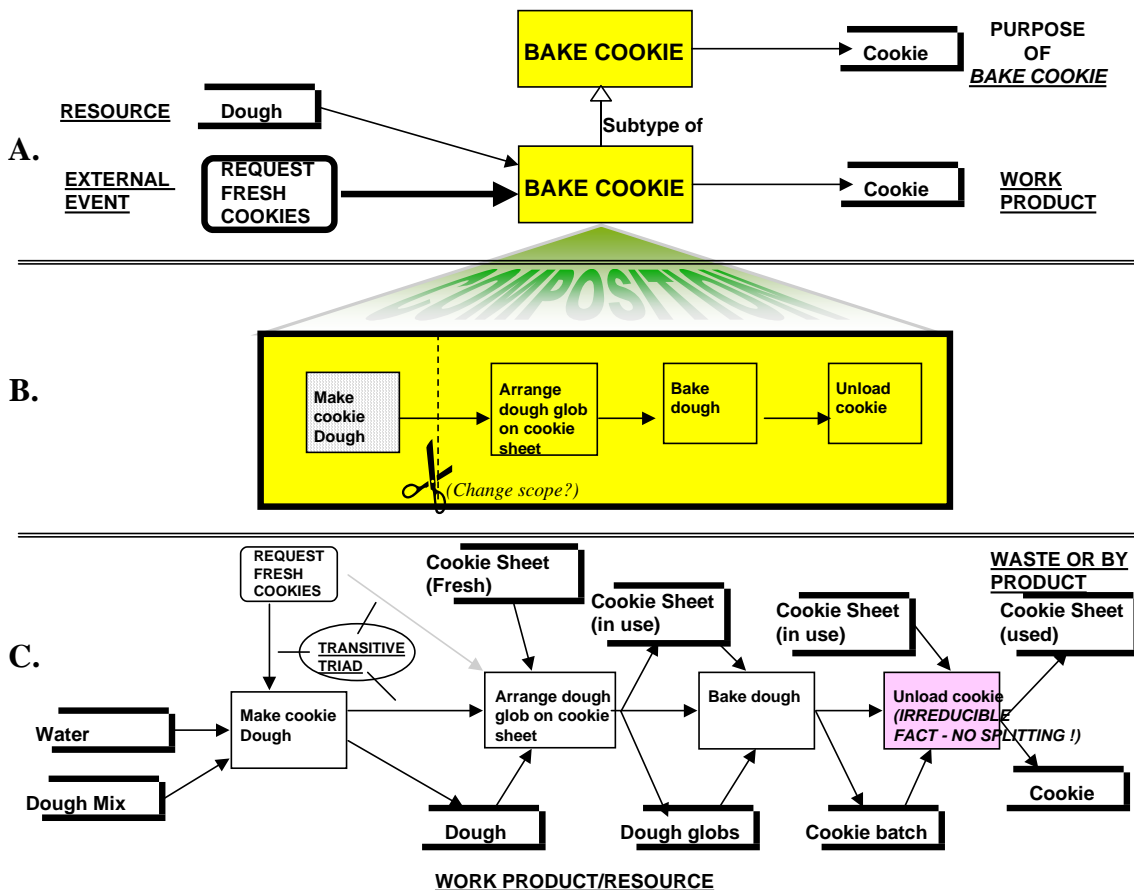 A.
BAKE COOKIE
Cookie
PURPOSE
OF
BAKE COOKIE
RESOURCE
Dough
Subtype of
EXTERNAL
EVENT
REQUEST
FRESH
COOKIES
BAKE COOKIE
Cookie
WORK
PRODUCT
COMPOSITION
B.
Make
cookie
Dough
Arrange
dough glob
on cookie
sheet
Bake
dough
Unload
cookie
(Change scope?)
C.
REQUEST
FRESH
COOKIES
Cookie Sheet
(Fresh)
Cookie Sheet
(in use)
Cookie Sheet
(in use)
WASTE OR BY
PRODUCT
Cookie Sheet
(used)
TRANSITIVE
TRIAD
Water
Dough Mix
Make cookie
Dough
Arrange dough
glob on cookie
sheet
Bake dough
Unload cookie
(IRREDUCIBLE
FACT - NO SPLITTING !)
Dough
Dough globs
Cookie batch
Cookie
WORK PRODUCT/RESOURCE